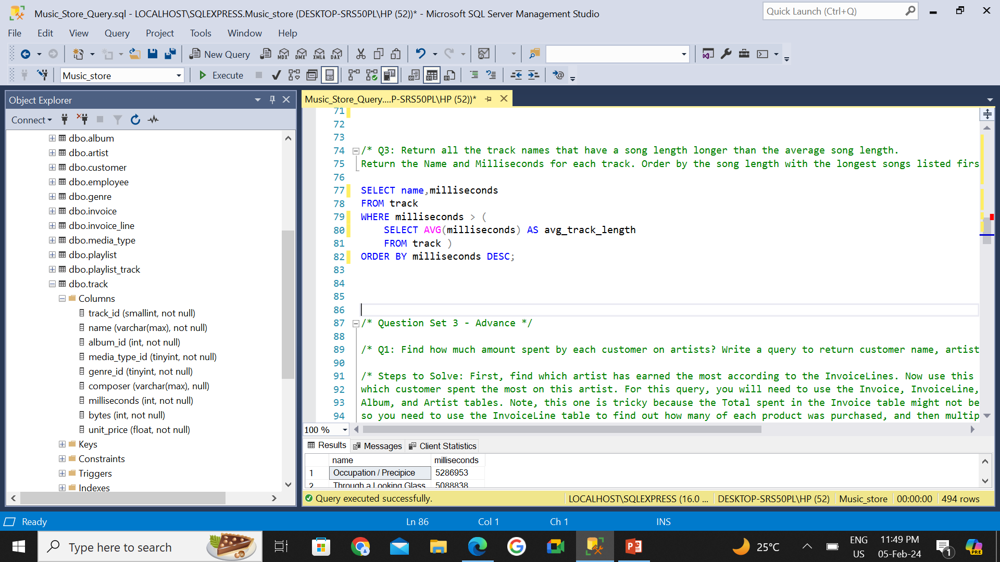 Music_Store_Query.sql - LOCALHOST\SQLEXPRESS.Music_store (DESKTOP-SRS50PL\HP (52))* - Microsoft SQL Server Management Studio
Quick Launch (Ctrl+Q)
File Edit View Query Project Tools Window Help
New Query
MDX DMX XMLA DAX
Music_store
Execute
Object Explorer
Connect
dbo.album
dbo.artist
dbo.customer
dbo.employee
dbo.genre
dbo.invoice
dbo.invoice_line
dbo.media_type
dbo.playlist
dbo.playlist_track
dbo.track
Columns
track_id (smallint, not null)
name (varchar(max), not null)
album_id (int, not null)
media_type_id (tinyint, not null)
genre_id (tinyint, not null)
composer (varchar(max), null)
milliseconds (int, not null)
bytes (int, not null)
unit_price (float, not null)
Keys
Constraints
Triggers
Indexes
Music_Store_Query....P-SRS50PL\HP (52))*
71
72
73
74 /* Q3: Return all the track names that have a song length longer than the average song length.
75 Return the Name and Milliseconds for each track. Order by the song length with the longest songs listed firs
76
77 SELECT name,milliseconds
78 FROM track
79 WHERE milliseconds > (
80 SELECT AVG(milliseconds) AS avg_track_length
81 FROM track )
82 ORDER BY milliseconds DESC;
83
84
85
86
87 /* Question Set 3 - Advance */
88
89 /* Q1: Find how much amount spent by each customer on artists? Write a query to return customer name, artist
90
91 /* Steps to Solve: First, find which artist has earned the most according to the InvoiceLines. Now use this
92 which customer spent the most on this artist. For this query, you will need to use the Invoice, InvoiceLine,
93 Album, and Artist tables. Note, this one is tricky because the Total spent in the Invoice table might not be
94 so you need to use the InvoiceLine table to find out how many of each product was purchased, and then multip
100 %
Results Messages Client Statistics
name milliseconds
1 Occupation / Precipice 5286953
2 Through a Looking Glass 5088838
Query executed successfully.
LOCALHOST\SQLEXPRESS (16.0 ... DESKTOP-SRS50PL\HP (52) Music_store 00:00:00 494 rows
Ready Ln 86 Col 1 Ch 1 INS
Type here to search
25°C
ENG
US
11:49 PM
05-Feb-24
1
PRE